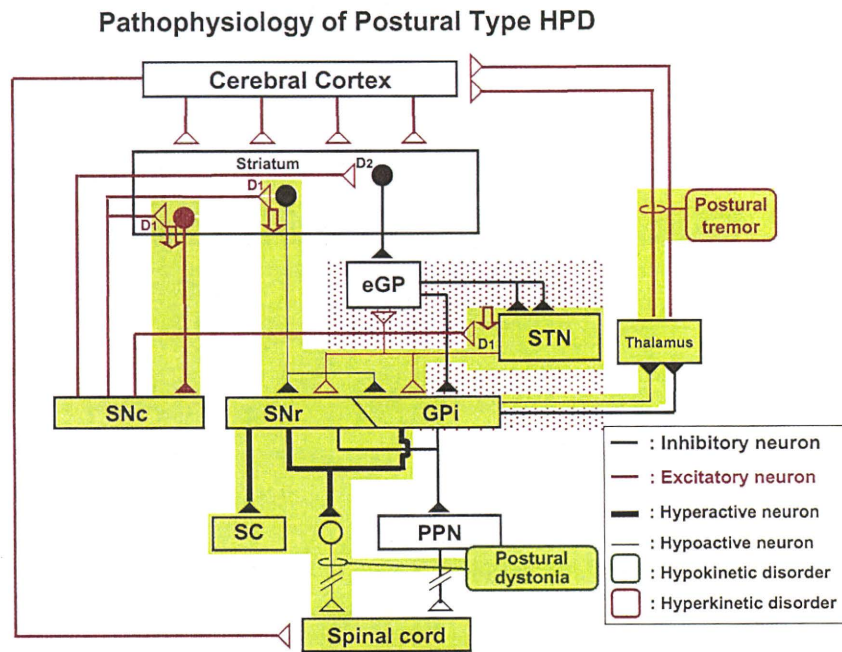 Pathophysiology of Postural Type HPD
Cerebral Cortex
Striatum
D2
D1
D1
Postural
tremor
eGP
STN
D1
Thalamus
SNc
SNr
GPi
SC
PPN
Postural
dystonia
Spinal cord
: Inhibitory neuron
: Excitatory neuron
: Hyperactive neuron
: Hypoactive neuron
: Hypokinetic disorder
: Hyperkinetic disorder